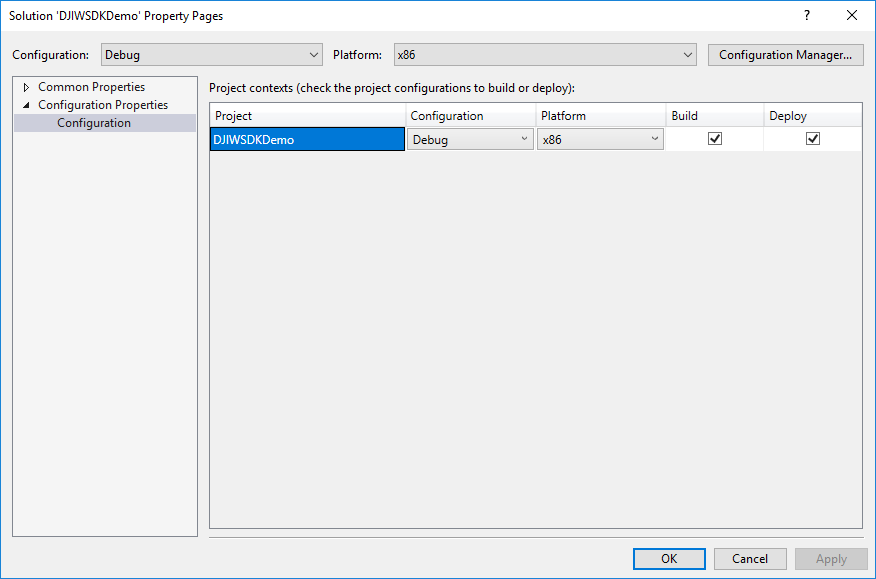 Solution 'DJIWSDKDemo' Property Pages
?
Configuration: Debug Platform: x86 Configuration Manager...
Common Properties
Configuration Properties
Configuration
Project contexts (check the project configurations to build or deploy):
Project Configuration Platform Build Deploy
DJIWSDKDemo Debug x86
OK Cancel Apply